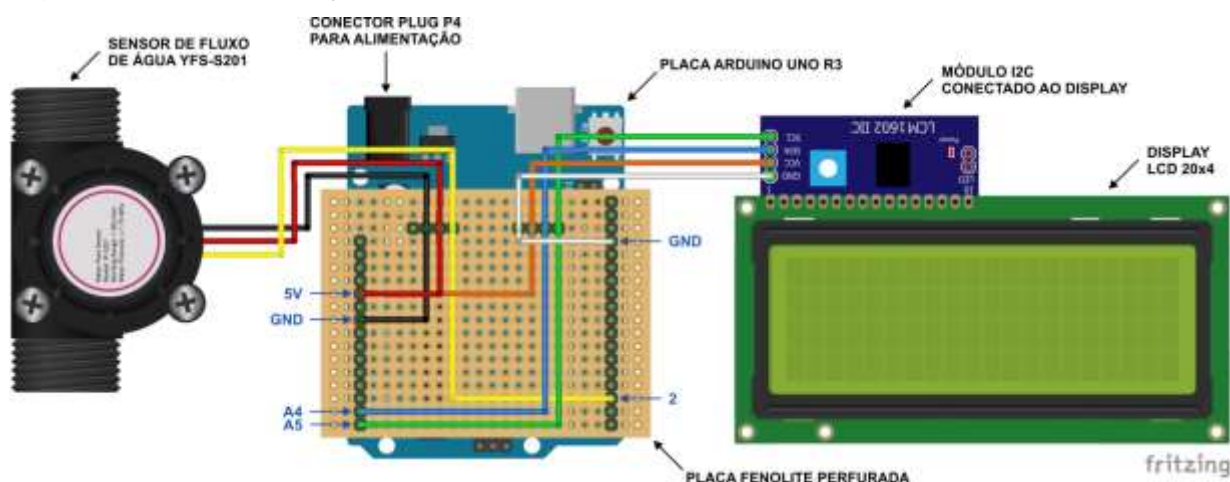 CONECTOR PLUG P4
PARA ALIMENTAÇÃO
SENSOR DE FLUXO
DE ÁGUA YFS-S201
PLACA ARDUINO UNO R3
MÓDULO I2C
CONECTADO AO DISPLAY
LCM1602 IIC
SCL
SDA
VCC
GND
LED
DISPLAY
LCD 20x4
GND
5V
GND
2
A4
A5
PLACA FENOLITE PERFURADA
fritzing